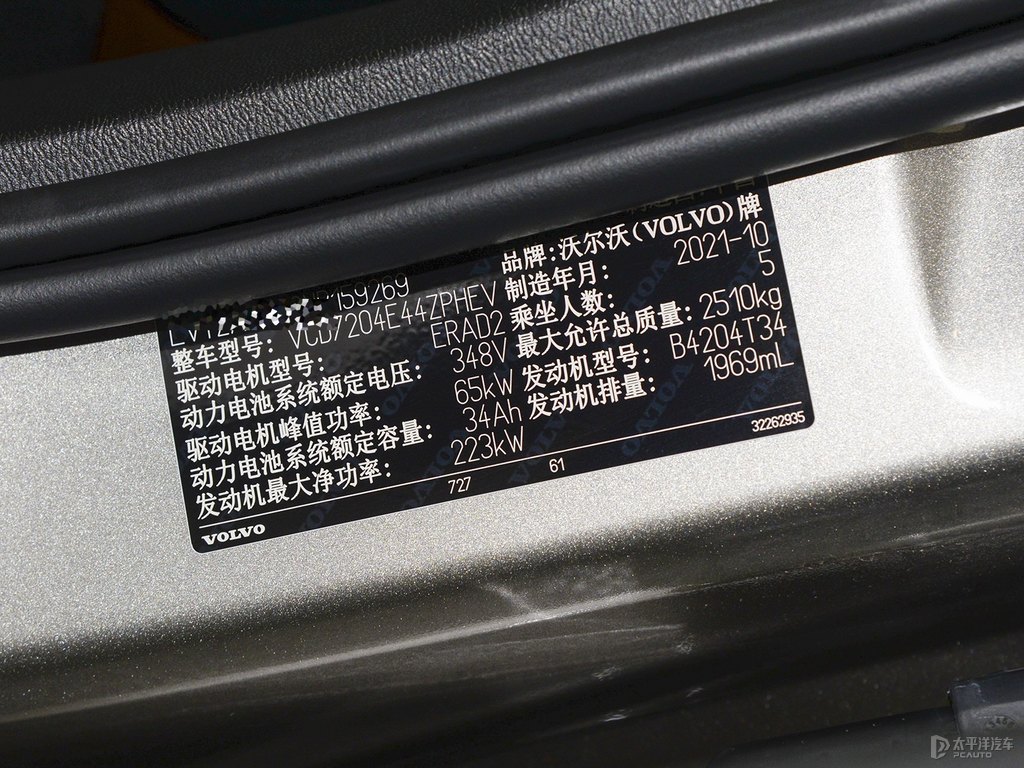 品牌:沃尔沃(VOLVO)牌
159269 制造年月: 2021-10
整车型号: VCD7204E44ZPHEV 乘坐人数: 5
驱动电机型号: ERAD2 最大允许总质量: 2510kg
动力电池系统额定电压: 348V 发动机型号: B4204T34
驱动电机峰值功率: 65kW 发动机排量: 1969mL
动力电池系统额定容量: 34Ah
发动机最大净功率: 223kW
VOLVO 727 61 32262935
太平洋汽车
PCAUTO